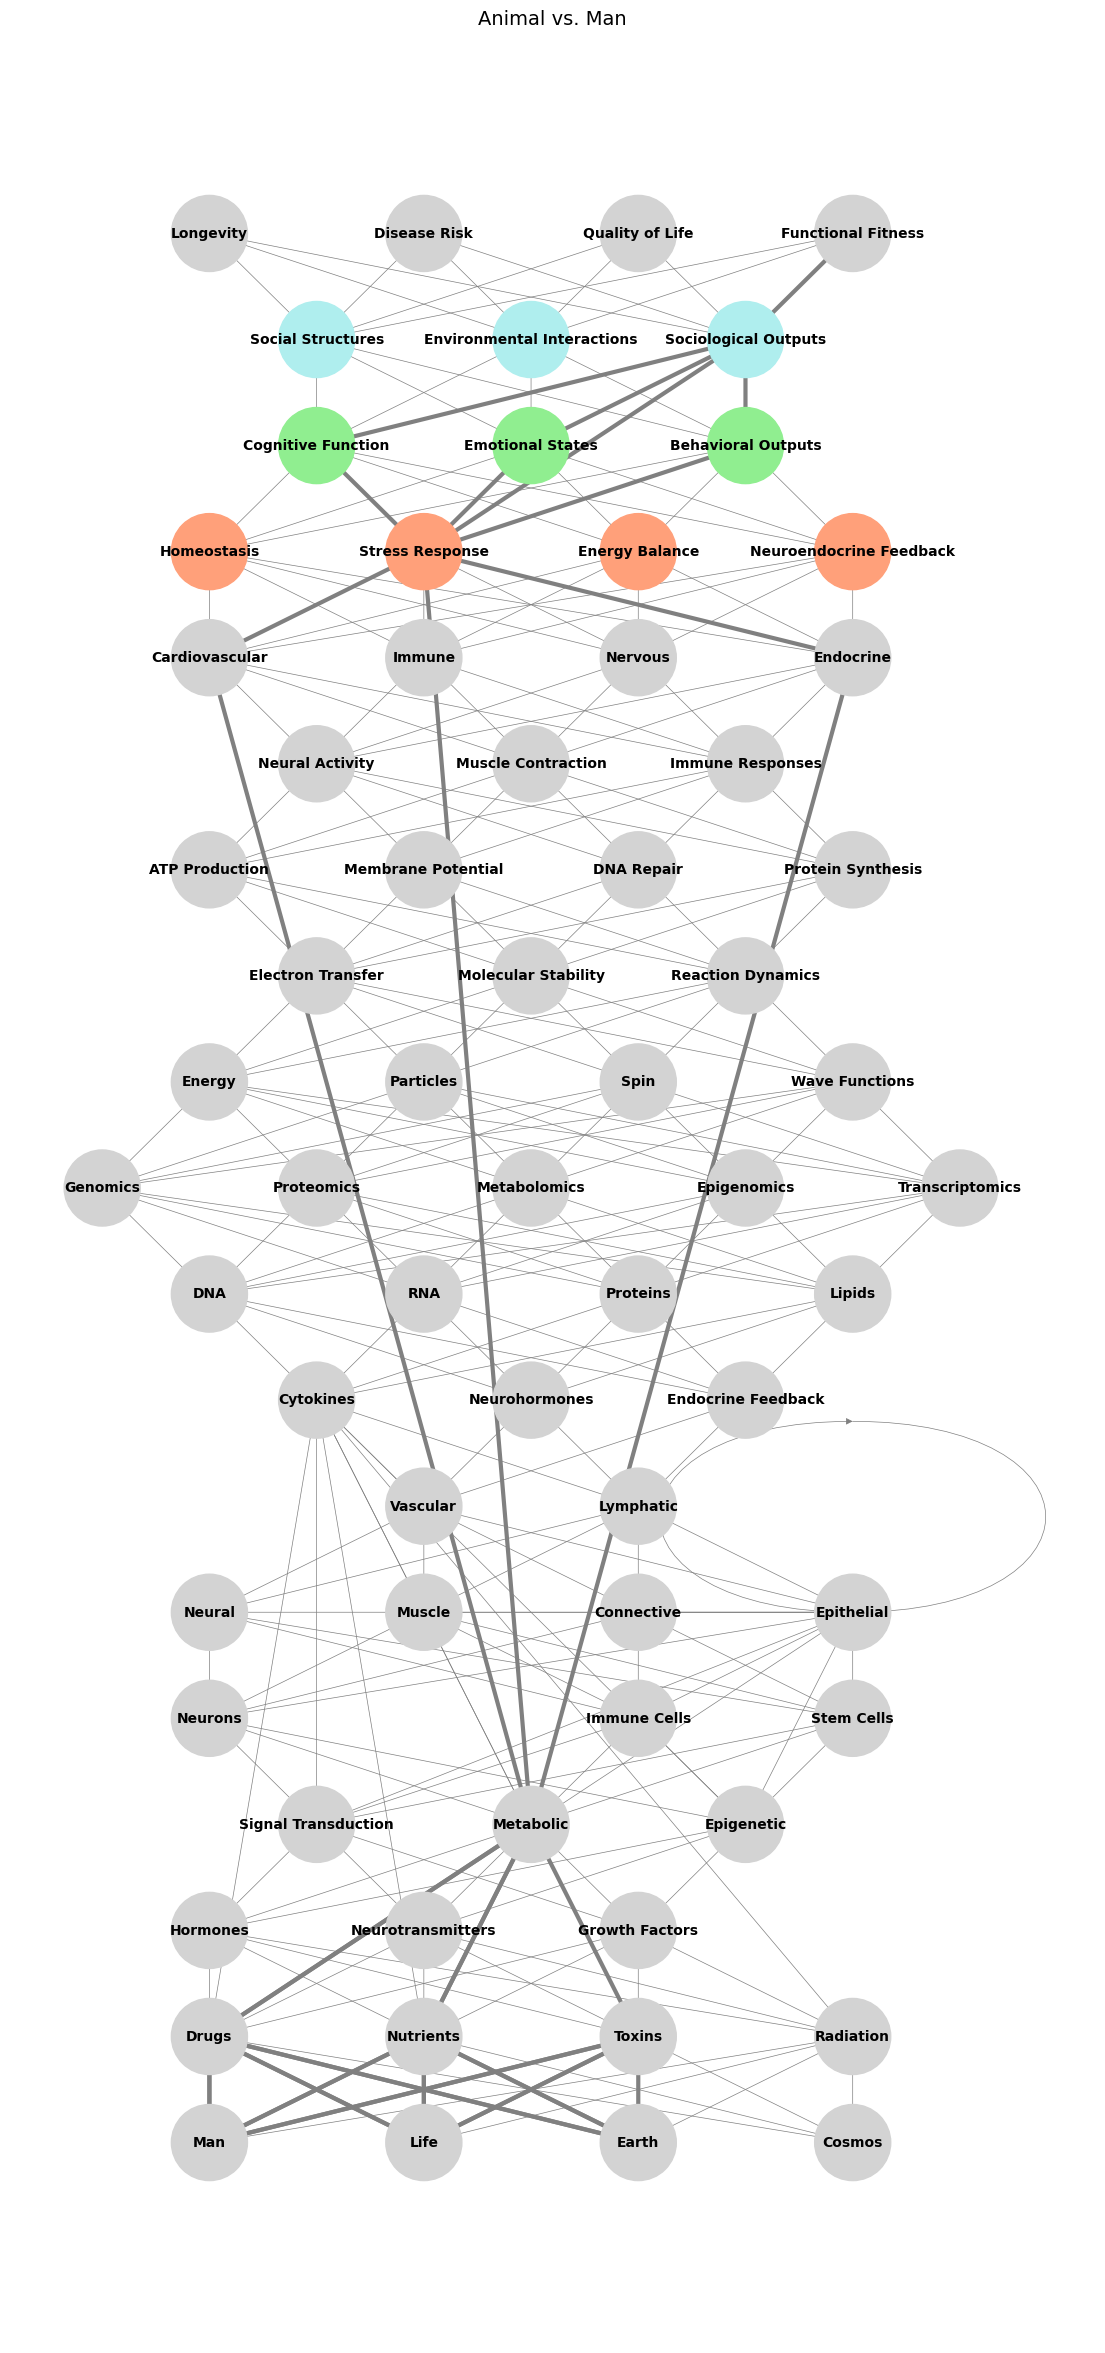 Animal vs. Man
Longevity
Disease Risk
Quality of Life
Functional Fitness
Social Structures
Environmental Interactions
Sociological Outputs
Cognitive Function
Emotional States
Behavioral Outputs
Homeostasis
Stress Response
Energy Balance
Neuroendocrine Feedback
Cardiovascular
Immune
Nervous
Endocrine
Neural Activity
Muscle Contraction
Immune Responses
ATP Production
Membrane Potential
DNA Repair
Protein Synthesis
Electron Transfer
Molecular Stability
Reaction Dynamics
Energy
Particles
Spin
Wave Functions
Genomics
Proteomics
Metabolomics
Epigenomics
Transcriptomics
DNA
RNA
Proteins
Lipids
Cytokines
Neurohormones
Endocrine Feedback
Vascular
Lymphatic
Neural
Muscle
Connective
Epithelial
Neurons
Immune Cells
Stem Cells
Signal Transduction
Metabolic
Epigenetic
Hormones
Neurotransmitters
Growth Factors
Drugs
Nutrients
Toxins
Radiation
Man
Life
Earth
Cosmos